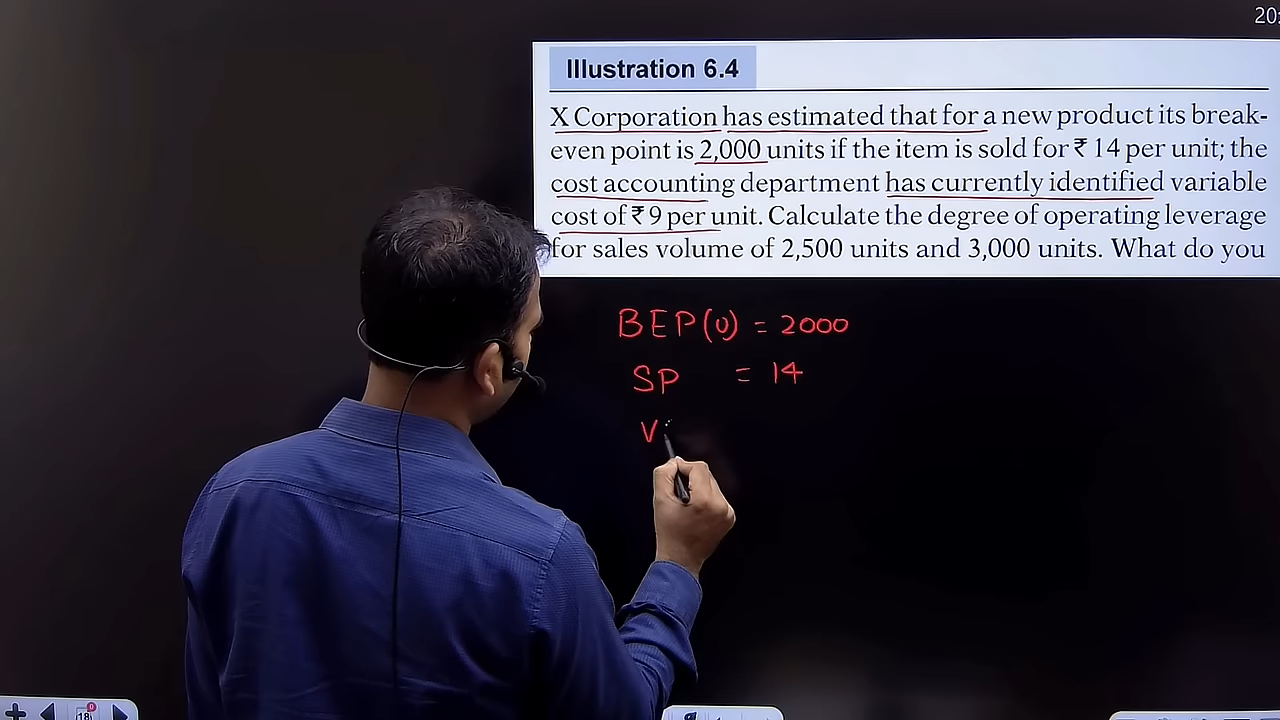 20:
Illustration 6.4
X Corporation has estimated that for a new product its break-
even point is 2,000 units if the item is sold for ₹ 14 per unit; the
cost accounting department has currently identified variable
cost of ₹ 9 per unit. Calculate the degree of operating leverage
for sales volume of 2,500 units and 3,000 units. What do you
BEP(U) = 2000
SP = 14
V
18
0